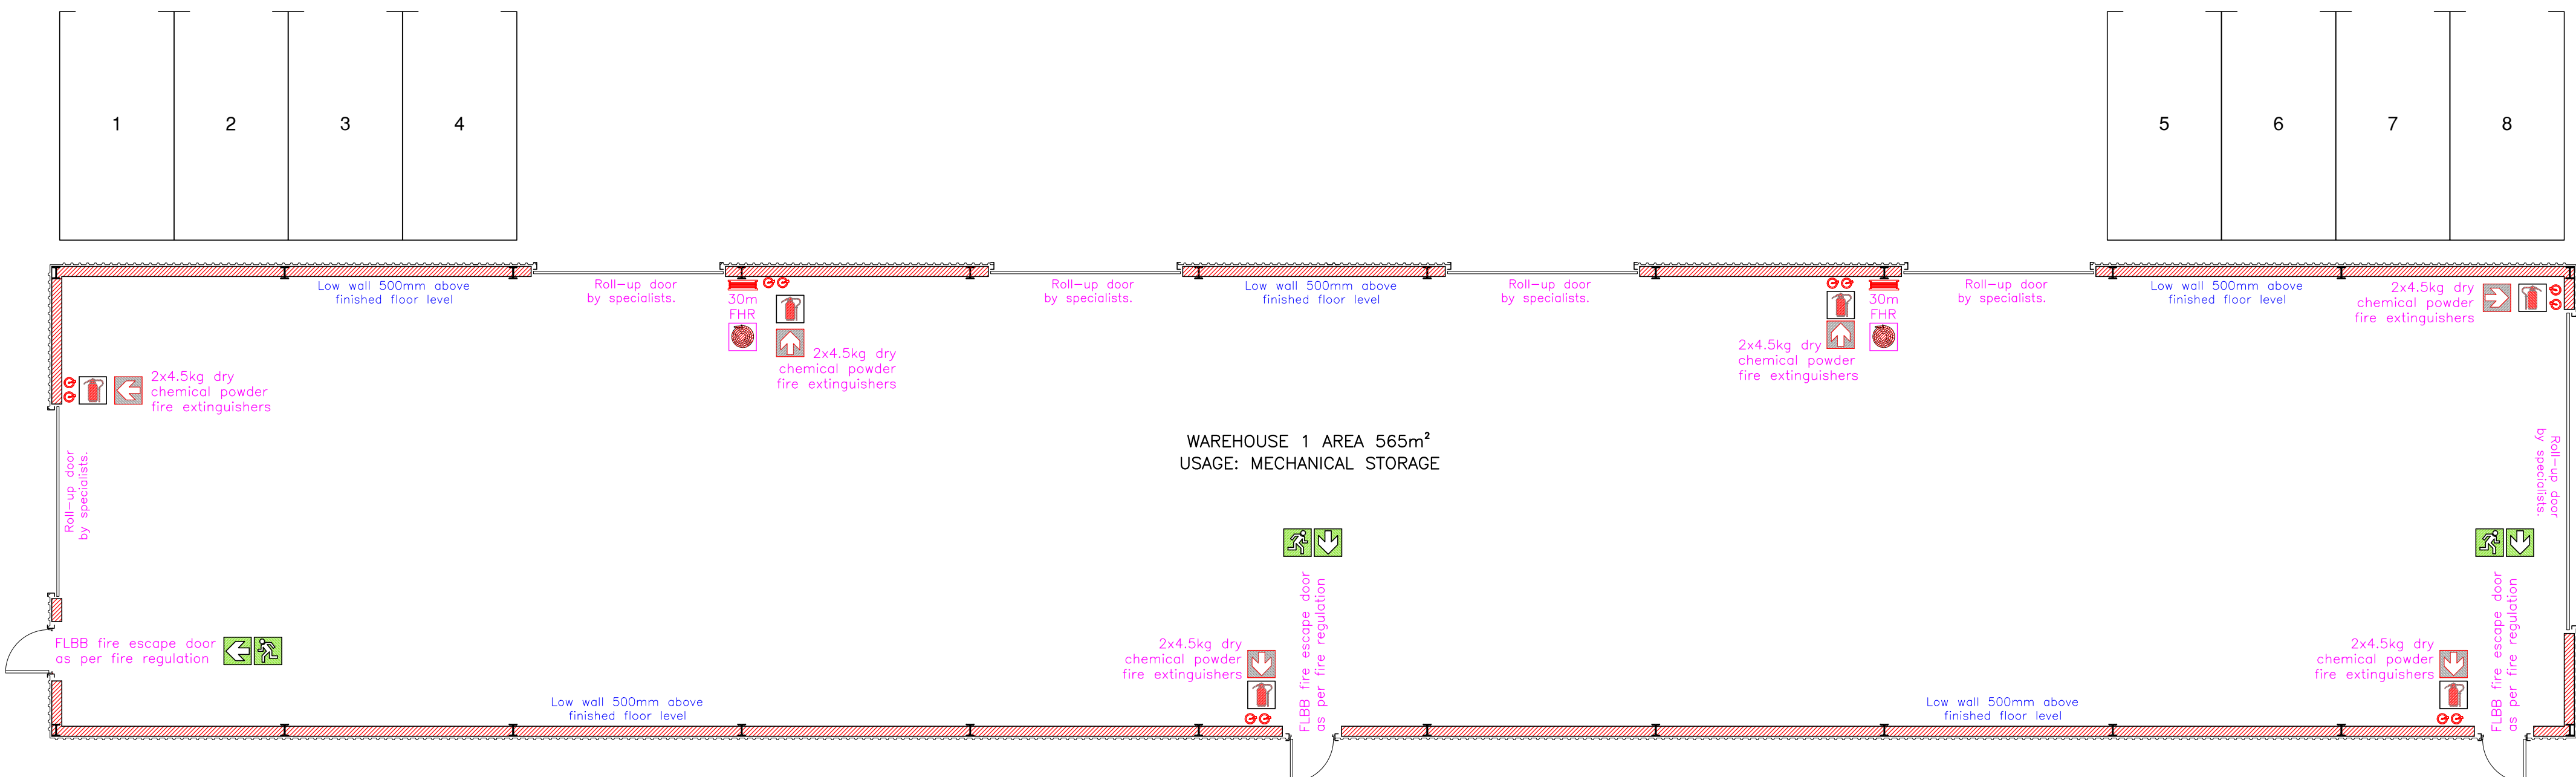 1
2
3
4
5
6
7
8
Low wall 500mm above
finished floor level
Roll-up door
by specialists.
Roll-up door
by specialists.
Low wall 500mm above
finished floor level
Roll-up door
by specialists.
Roll-up door
by specialists.
Low wall 500mm above
finished floor level
30m
FHR
2x4.5kg dry
chemical powder
fire extinguishers
30m
FHR
2x4.5kg dry
chemical powder
fire extinguishers
2x4.5kg dry
chemical powder
fire extinguishers
2x4.5kg dry
chemical powder
fire extinguishers
Roll-up door
by specialists.
WAREHOUSE 1 AREA 565m²
USAGE: MECHANICAL STORAGE
Roll-up door
by specialists.
FLBB fire escape door
as per fire regulation
2x4.5kg dry
chemical powder
fire extinguishers
FLBB fire escape door
as per fire regulation
2x4.5kg dry
chemical powder
fire extinguishers
FLBB fire escape door
as per fire regulation
Low wall 500mm above
finished floor level
Low wall 500mm above
finished floor level